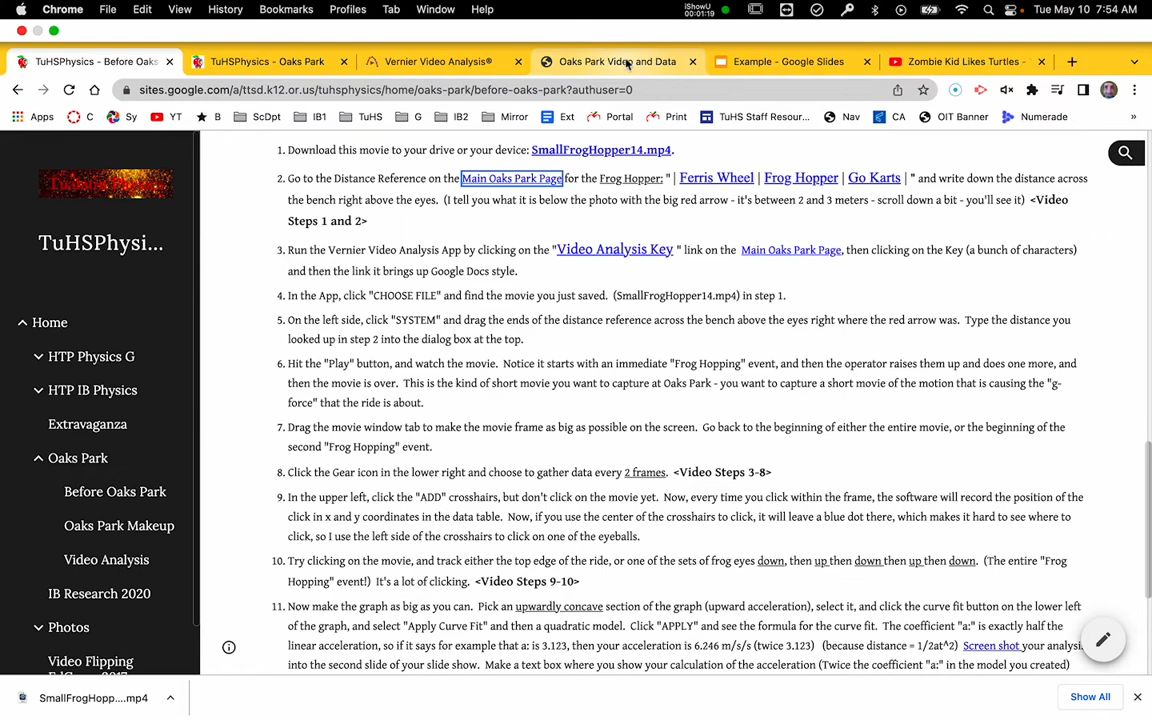 Chrome File Edit View History Bookmarks Profiles Tab Window Help iShowU 00:01:19 Tue May 10 7:54 AM
TuHSPhysics - Before Oaks TuHSPhysics - Oaks Park Vernier Video Analysis® Oaks Park Video and Data Example - Google Slides Zombie Kid Likes Turtles -
sites.google.com/a/ttsd.k12.or.us/tuhsphysics/home/oaks-park/before-oaks-park?authuser=0
Apps C Sy YT B ScDpt IB1 TuHS G IB2 Mirror Ext Portal Print TuHS Staff Resour... Nav CA OIT Banner Numerade »
TuHSPhysi...
Home
HTP Physics G
HTP IB Physics
Extravaganza
Oaks Park
Before Oaks Park
Oaks Park Makeup
Video Analysis
IB Research 2020
Photos
Video Flipping
1. Download this movie to your drive or your device: SmallFrogHopper14.mp4.
2. Go to the Distance Reference on the Main Oaks Park Page for the Frog Hopper: " | Ferris Wheel | Frog Hopper | Go Karts | " and write down the distance across
the bench right above the eyes. (I tell you what it is below the photo with the big red arrow - it's between 2 and 3 meters - scroll down a bit - you'll see it) <Video
Steps 1 and 2>
3. Run the Vernier Video Analysis App by clicking on the "Video Analysis Key " link on the Main Oaks Park Page, then clicking on the Key (a bunch of characters)
and then the link it brings up Google Docs style.
4. In the App, click "CHOOSE FILE" and find the movie you just saved. (SmallFrogHopper14.mp4) in step 1.
5. On the left side, click "SYSTEM" and drag the ends of the distance reference across the bench above the eyes right where the red arrow was. Type the distance you
looked up in step 2 into the dialog box at the top.
6. Hit the "Play" button, and watch the movie. Notice it starts with an immediate "Frog Hopping" event, and then the operator raises them up and does one more, and
then the movie is over. This is the kind of short movie you want to capture at Oaks Park - you want to capture a short movie of the motion that is causing the "g-
force" that the ride is about.
7. Drag the movie window tab to make the movie frame as big as possible on the screen. Go back to the beginning of either the entire movie, or the beginning of the
second "Frog Hopping" event.
8. Click the Gear icon in the lower right and choose to gather data every 2 frames. <Video Steps 3-8>
9. In the upper left, click the "ADD" crosshairs, but don't click on the movie yet. Now, every time you click within the frame, the software will record the position of the
click in x and y coordinates in the data table. Now, if you use the center of the crosshairs to click, it will leave a blue dot there, which makes it hard to see where to
click, so I use the left side of the crosshairs to click on one of the eyeballs.
10. Try clicking on the movie, and track either the top edge of the ride, or one of the sets of frog eyes down, then up then down then up then down. (The entire "Frog
Hopping" event!) It's a lot of clicking. <Video Steps 9-10>
11. Now make the graph as big as you can. Pick an upwardly concave section of the graph (upward acceleration), select it, and click the curve fit button on the lower left
of the graph, and select "Apply Curve Fit" and then a quadratic model. Click "APPLY" and see the formula for the curve fit. The coefficient "a:" is exactly half the
linear acceleration, so if it says for example that a: is 3.123, then your acceleration is 6.246 m/s/s (twice 3.123) (because distance = 1/2at^2) Screen shot your analysi
into the second slide of your slide show. Make a text box where you show your calculation of the acceleration (Twice the coefficient "a:" in the model you created)
SmallFrogHopp....mp4 Show All